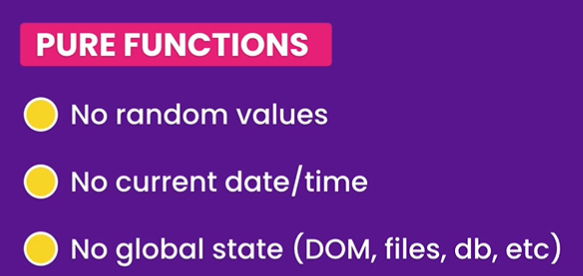 PURE FUNCTIONS
No random values
No current date/time
No global state (DOM, files, db, etc)